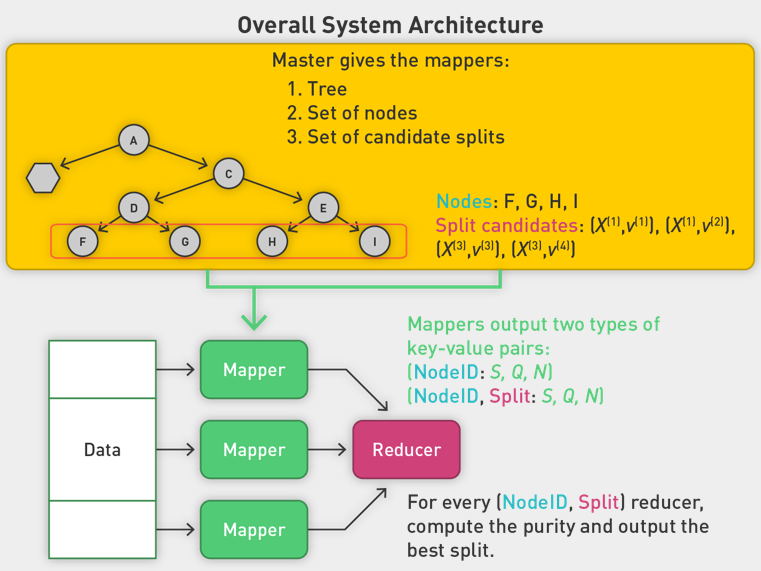 Overall System Architecture
Master gives the mappers:
1. Tree
2. Set of nodes
3. Set of candidate splits
A
C
D
E
F
G
H
I
Nodes: F, G, H, I
Split candidates: (X⁽¹⁾,v⁽¹⁾), (X⁽¹⁾,v⁽²⁾),
(X⁽³⁾,v⁽³⁾), (X⁽³⁾,v⁽⁴⁾)
Mappers output two types of
key-value pairs:
(NodeID: S, Q, N)
(NodeID, Split: S, Q, N)
Mapper
Data
Mapper
Reducer
Mapper
For every (NodeID, Split) reducer,
compute the purity and output the
best split.